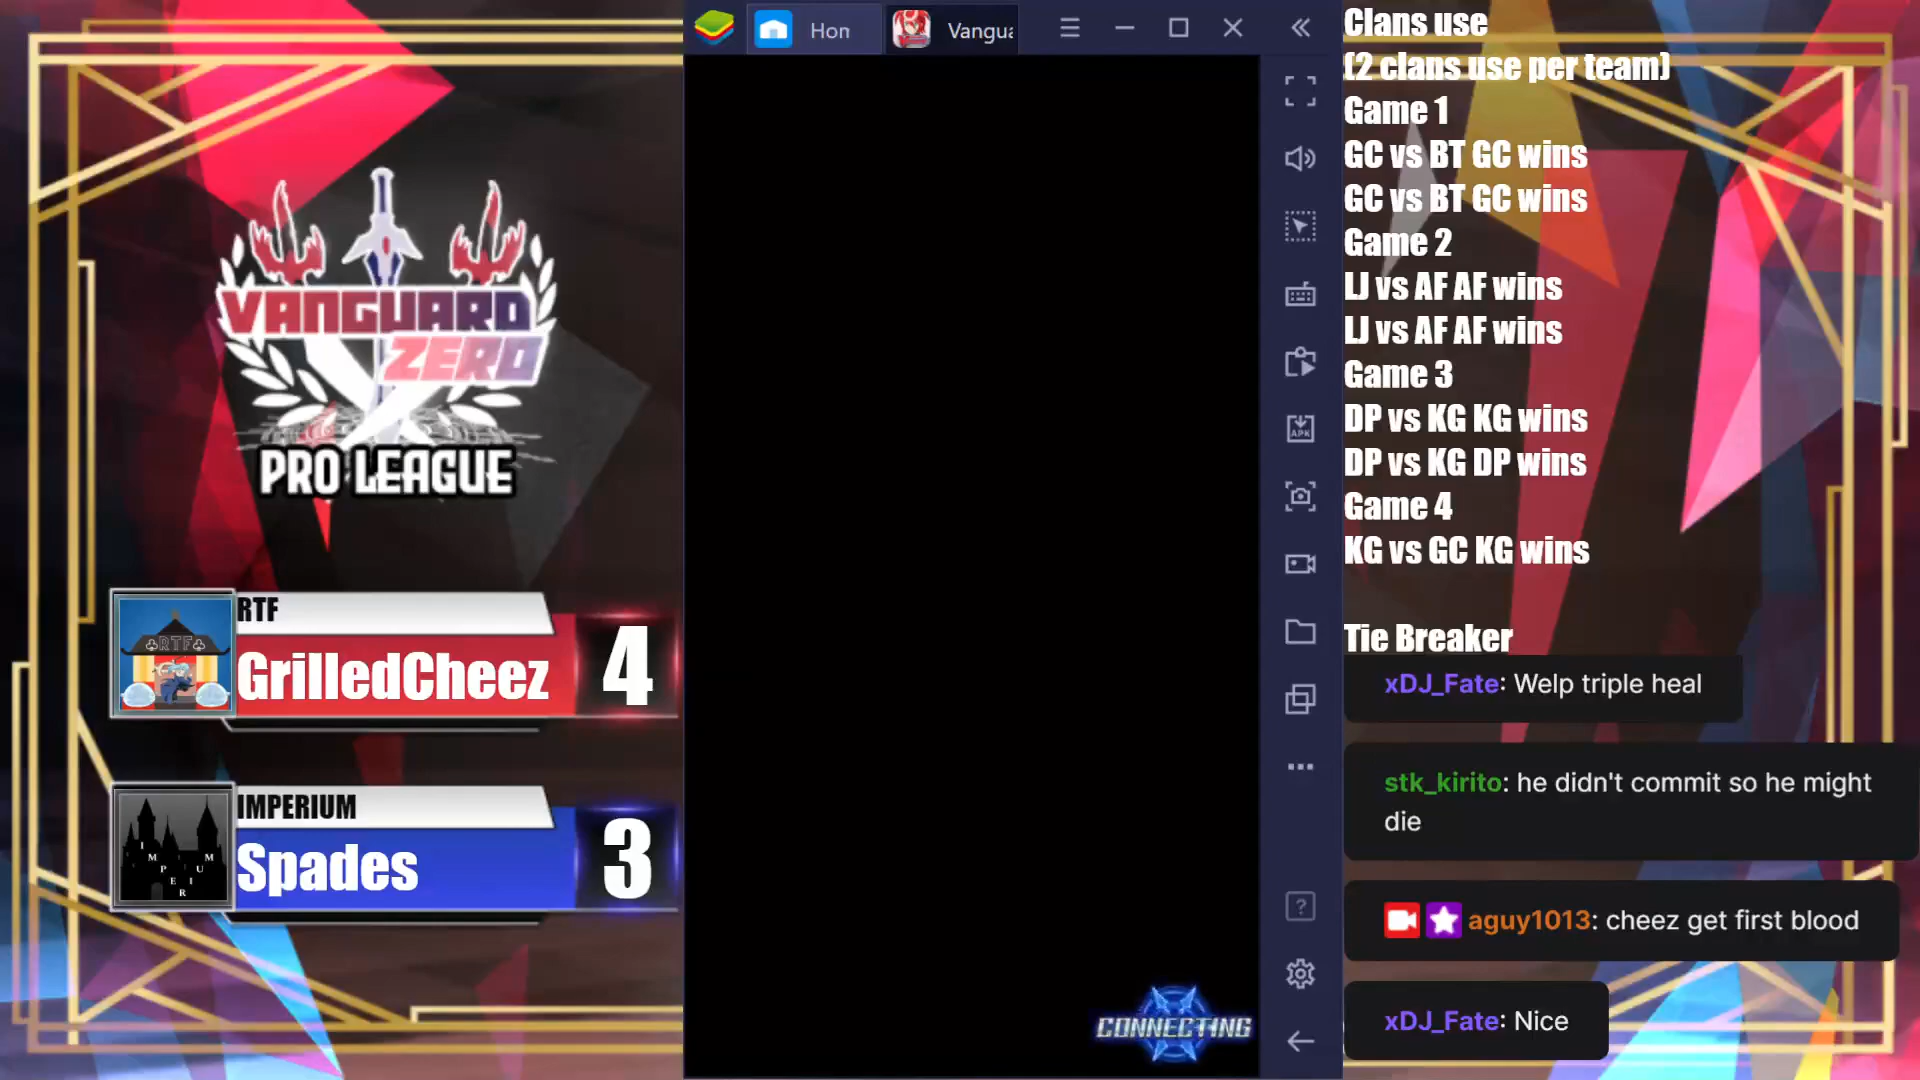 Hon
Vangua
VANGUARD
ZERO
PRO LEAGUE
RTF
RTF
GrilledCheez
4
IMPERIUM
IMPERIUM
Spades
3
APK
CONNECTING
Clans use
(2 clans use per team)
Game 1
GC vs BT GC wins
GC vs BT GC wins
Game 2
LJ vs AF AF wins
LJ vs AF AF wins
Game 3
DP vs KG KG wins
DP vs KG DP wins
Game 4
KG vs GC KG wins
Tie Breaker
xDJ_Fate: Welp triple heal
stk_kirito: he didn't commit so he might
die
aguy1013: cheez get first blood
xDJ_Fate: Nice